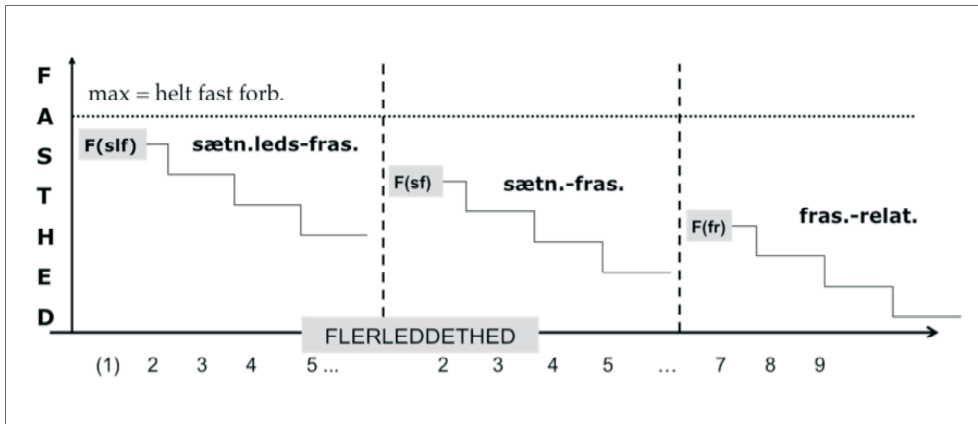 FASTHED
max = helt fast forb.
F(slf)
sætn.leds-fras.
F(sf)
sætn.-fras.
F(fr)
fras.-relat.
FLERLEDDETHED
(1) 2 3 4 5 ... 2 3 4 5 ... 7 8 9